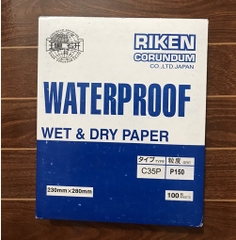 RIKEN
CORUNDUM
CO.,LTD.JAPAN
WATERPROOF
WET & DRY PAPER
タイプ TYPE 粒度
C35P P150
230mm×280mm
100